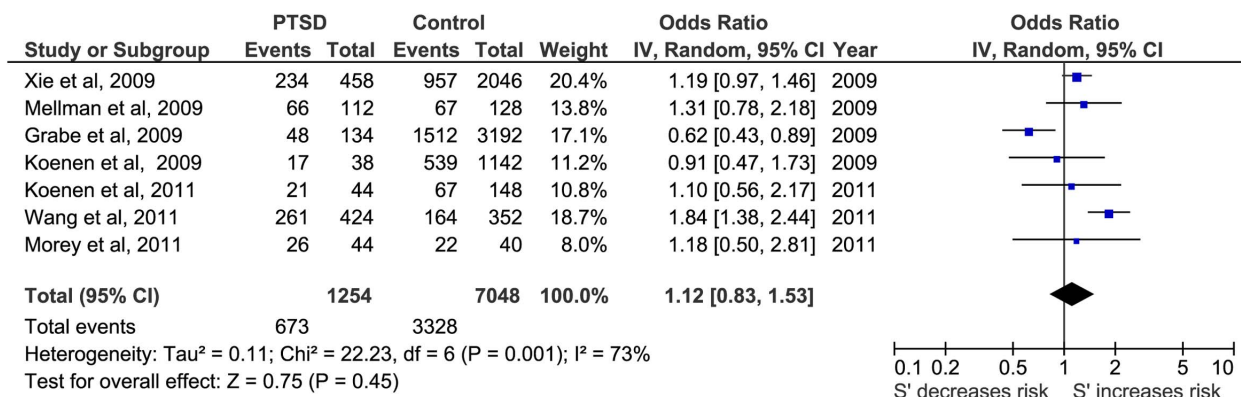 PTSD Control Odds Ratio Odds Ratio
Study or Subgroup Events Total Events Total Weight IV, Random, 95% CI Year IV, Random, 95% CI
Xie et al, 2009 234 458 957 2046 20.4% 1.19 [0.97, 1.46] 2009
Mellman et al, 2009 66 112 67 128 13.8% 1.31 [0.78, 2.18] 2009
Grabe et al, 2009 48 134 1512 3192 17.1% 0.62 [0.43, 0.89] 2009
Koenen et al, 2009 17 38 539 1142 11.2% 0.91 [0.47, 1.73] 2009
Koenen et al, 2011 21 44 67 148 10.8% 1.10 [0.56, 2.17] 2011
Wang et al, 2011 261 424 164 352 18.7% 1.84 [1.38, 2.44] 2011
Morey et al, 2011 26 44 22 40 8.0% 1.18 [0.50, 2.81] 2011
Total (95% CI) 1254 7048 100.0% 1.12 [0.83, 1.53]
Total events 673 3328
Heterogeneity: Tau² = 0.11; Chi² = 22.23, df = 6 (P = 0.001); I² = 73%
Test for overall effect: Z = 0.75 (P = 0.45)
0.1 0.2 0.5 1 2 5 10
S' decreases risk S' increases risk